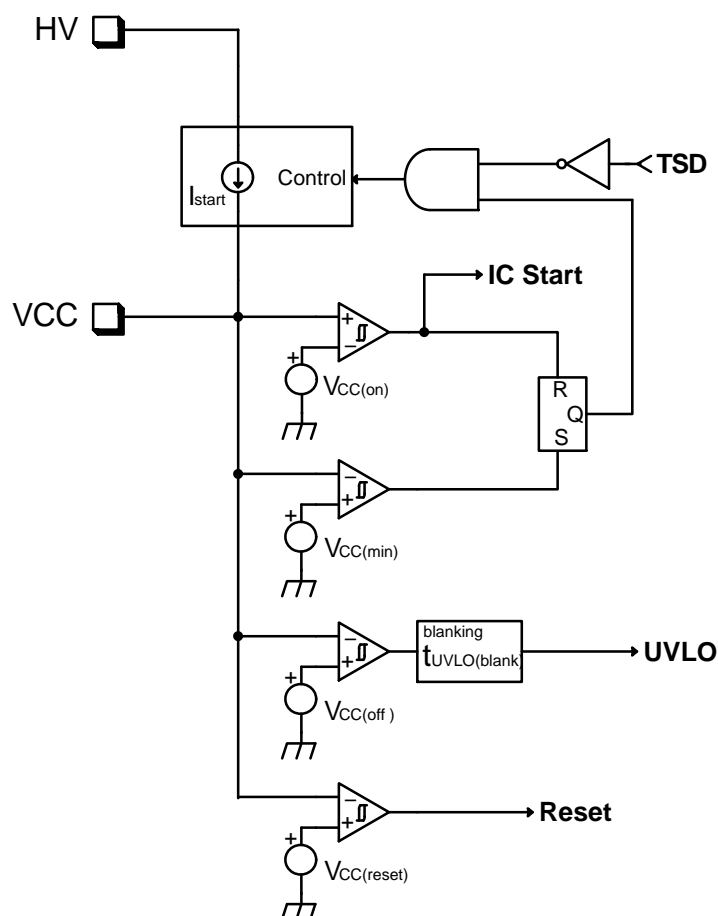 HV
Control
Istart
TSD
IC Start
VCC
+
−
+
VCC(on)
R
Q
S
−
+
+
VCC(min)
−
+
+
VCC(off )
blanking
tUVLO(blank)
UVLO
−
+
+
VCC(reset)
Reset